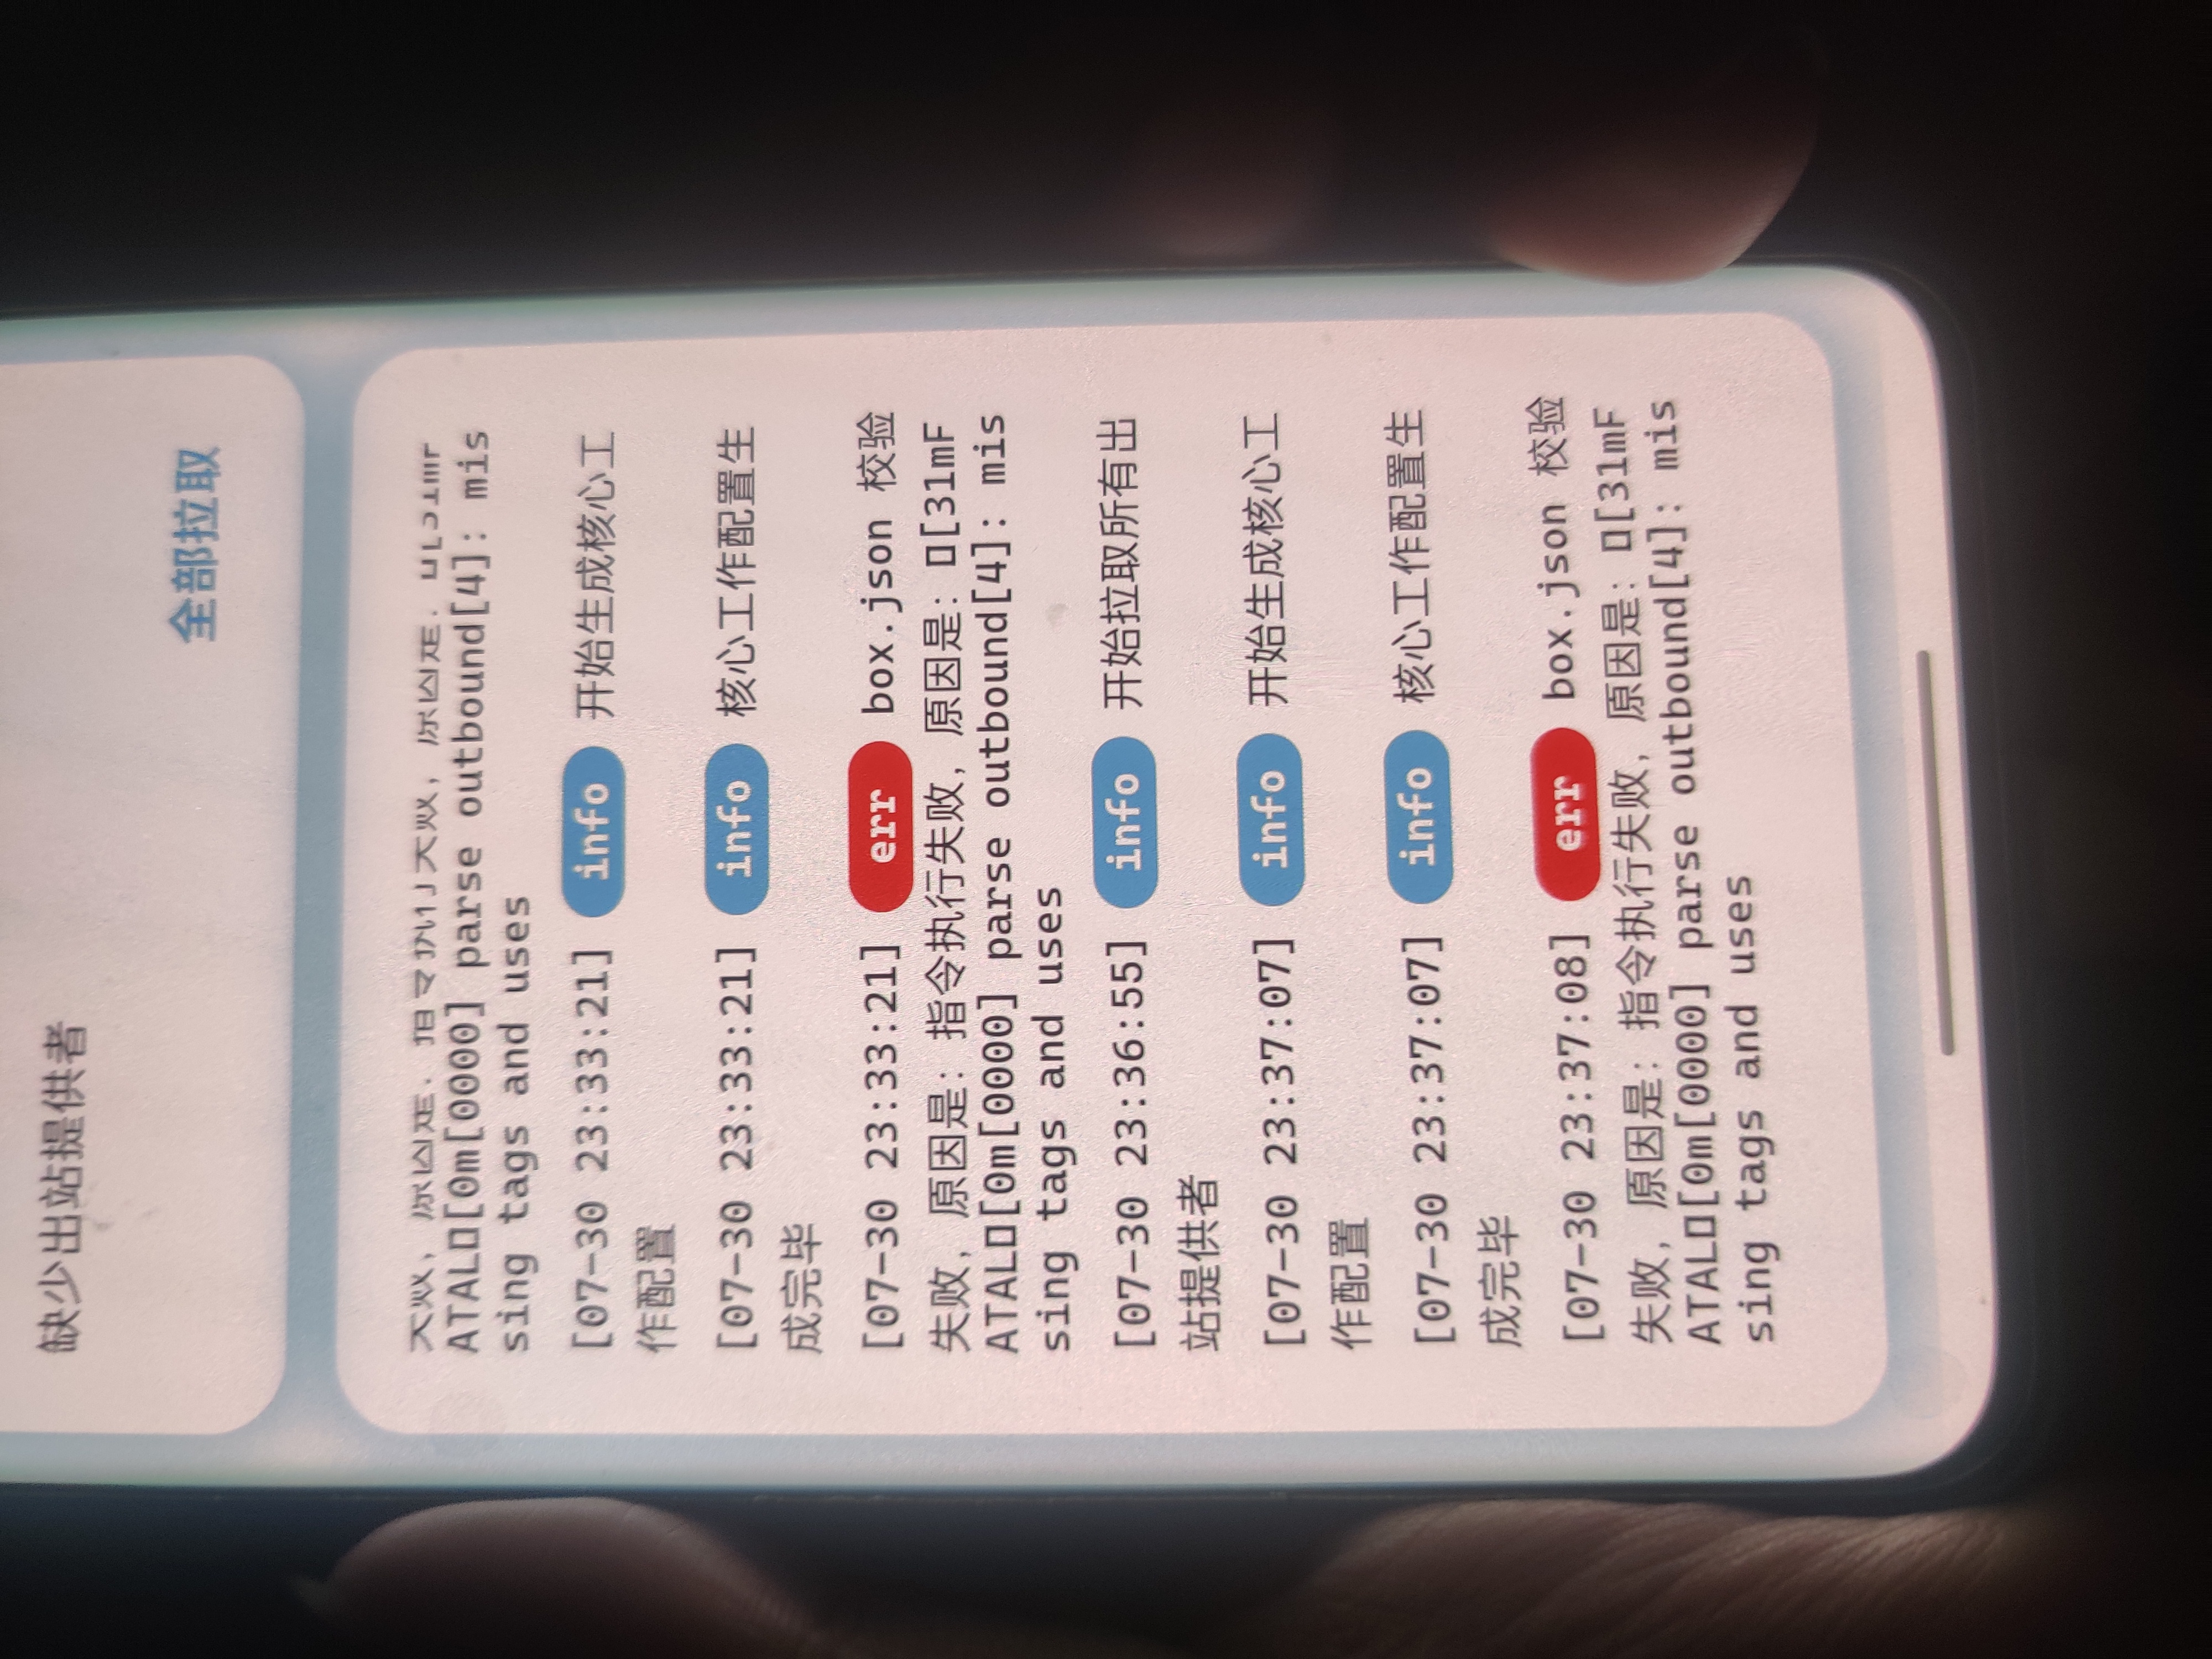 缺少出站提供者
全部拉取
ATAL▯[0m[0000] parse outbound[4]: mis
sing tags and uses
[07-30 23:33:21] info 开始生成核心工
作配置
[07-30 23:33:21] info 核心工作配置生
成完毕
[07-30 23:33:21] err box.json 校验
失败, 原因是: 指令执行失败, 原因是: ▯[31mF
ATAL▯[0m[0000] parse outbound[4]: mis
sing tags and uses
[07-30 23:36:55] info 开始拉取所有出
站提供者
[07-30 23:37:07] info 开始生成核心工
作配置
[07-30 23:37:07] info 核心工作配置生
成完毕
[07-30 23:37:08] err box.json 校验
失败, 原因是: 指令执行失败, 原因是: ▯[31mF
ATAL▯[0m[0000] parse outbound[4]: mis
sing tags and uses